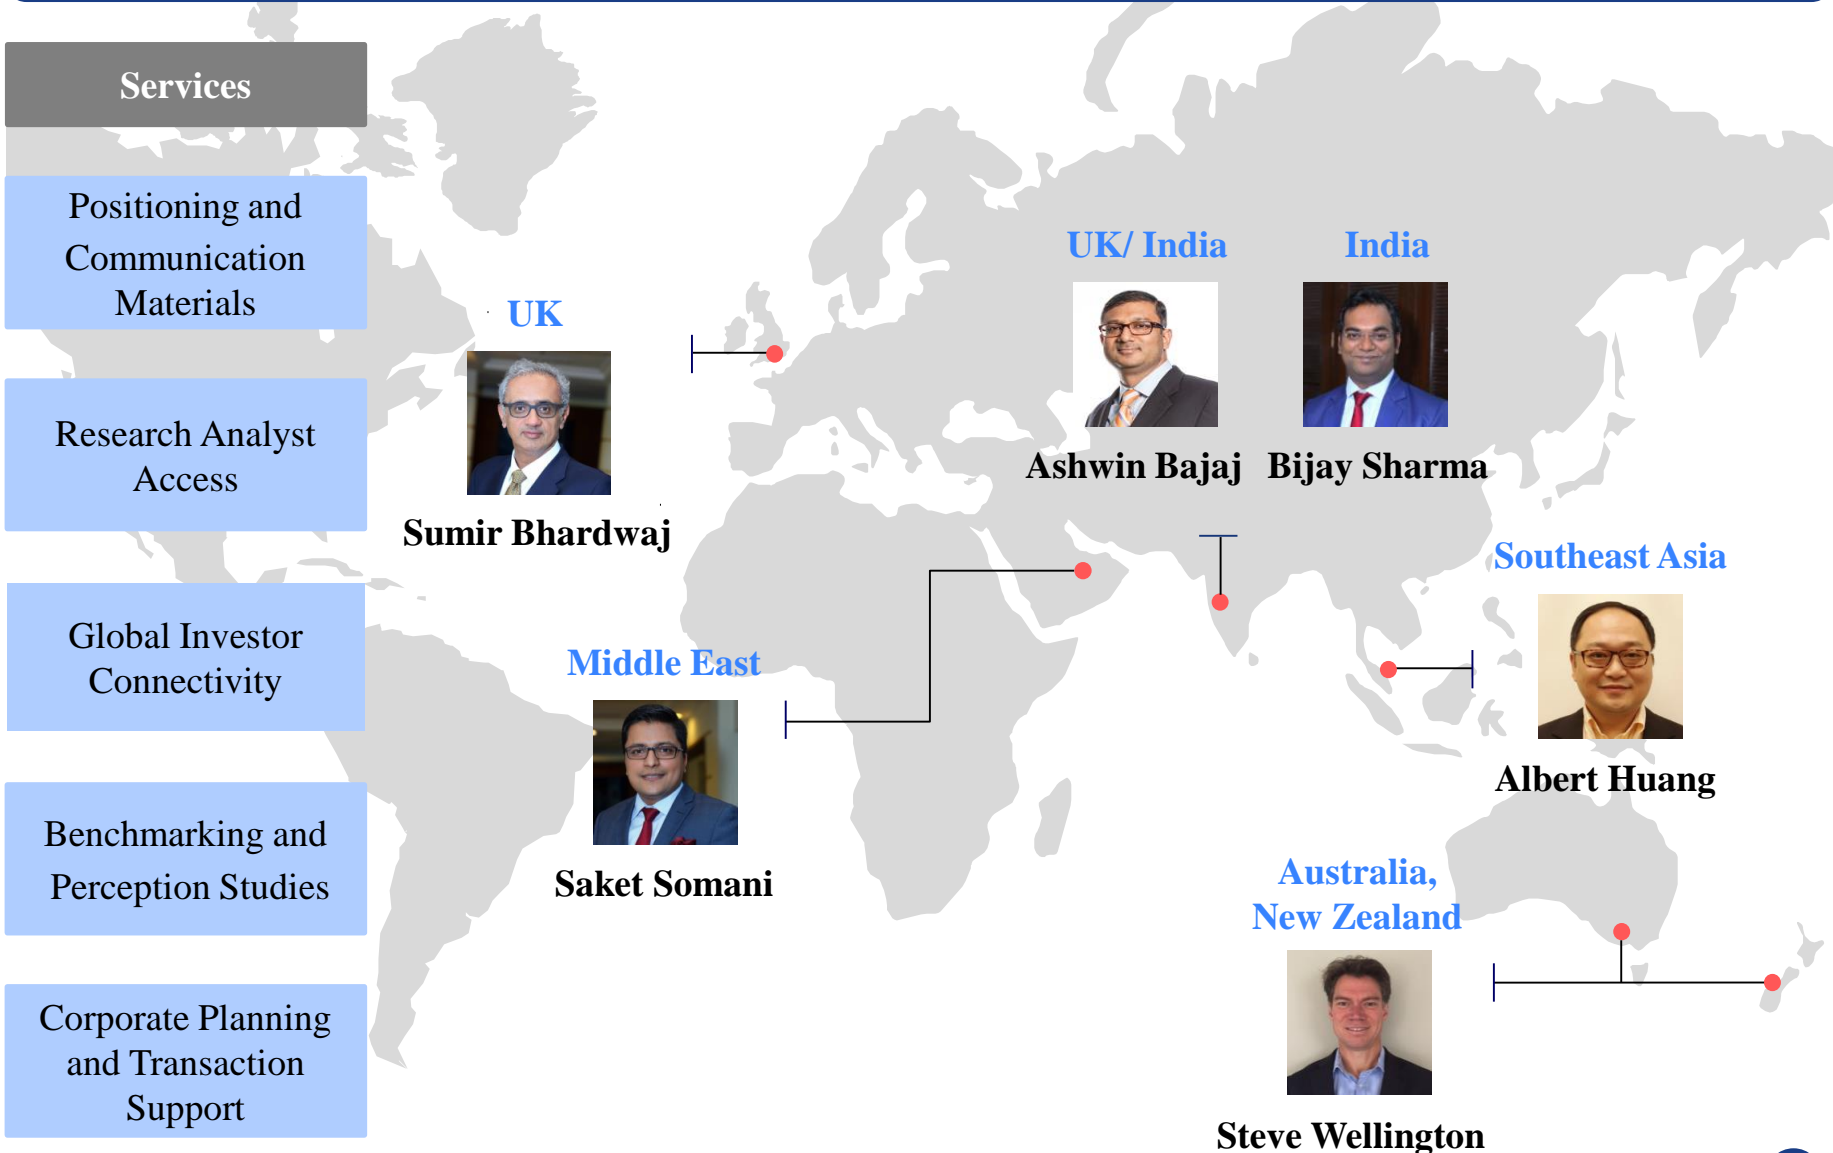 Services
Positioning and
Communication
Materials
Research Analyst
Access
Global Investor
Connectivity
Benchmarking and
Perception Studies
Corporate Planning
and Transaction
Support
UK
Sumir Bhardwaj
Middle East
Saket Somani
UK/ India
Ashwin Bajaj
India
Bijay Sharma
Southeast Asia
Albert Huang
Australia,
New Zealand
Steve Wellington